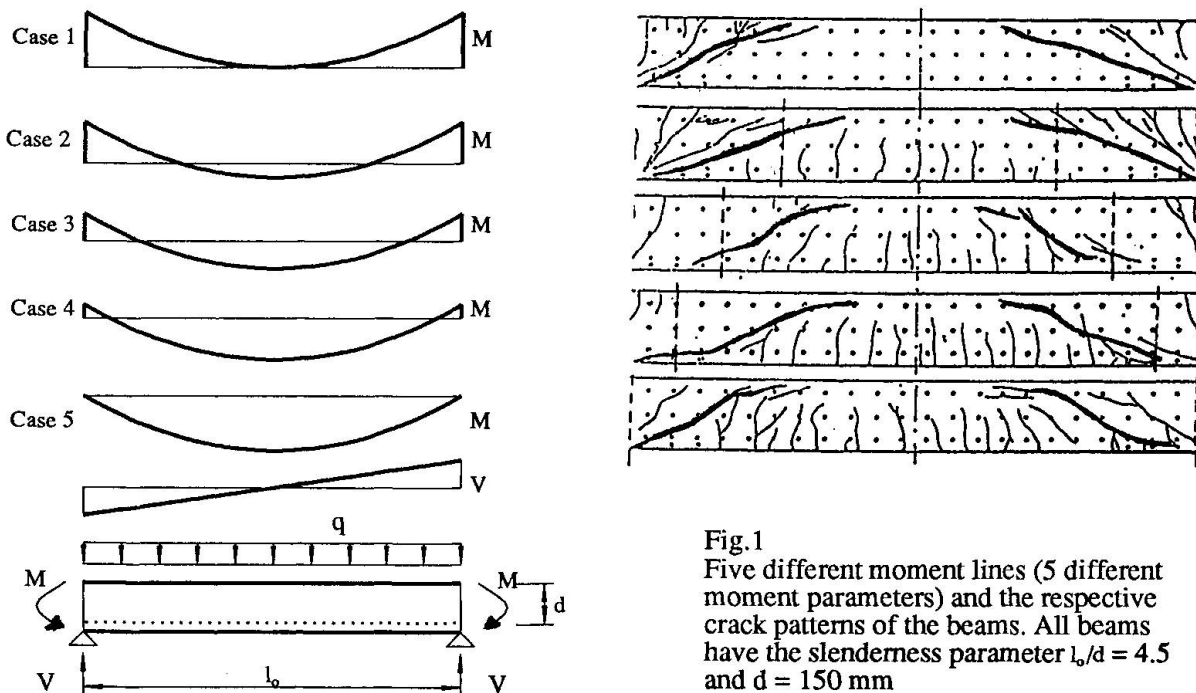 Case 1
M
Case 2
M
Case 3
M
Case 4
M
Case 5
M
V
q
M
M
d
V
lₒ
V
Fig.1
Five different moment lines (5 different
moment parameters) and the respective
crack patterns of the beams. All beams
have the slenderness parameter lₒ/d = 4.5
and d = 150 mm